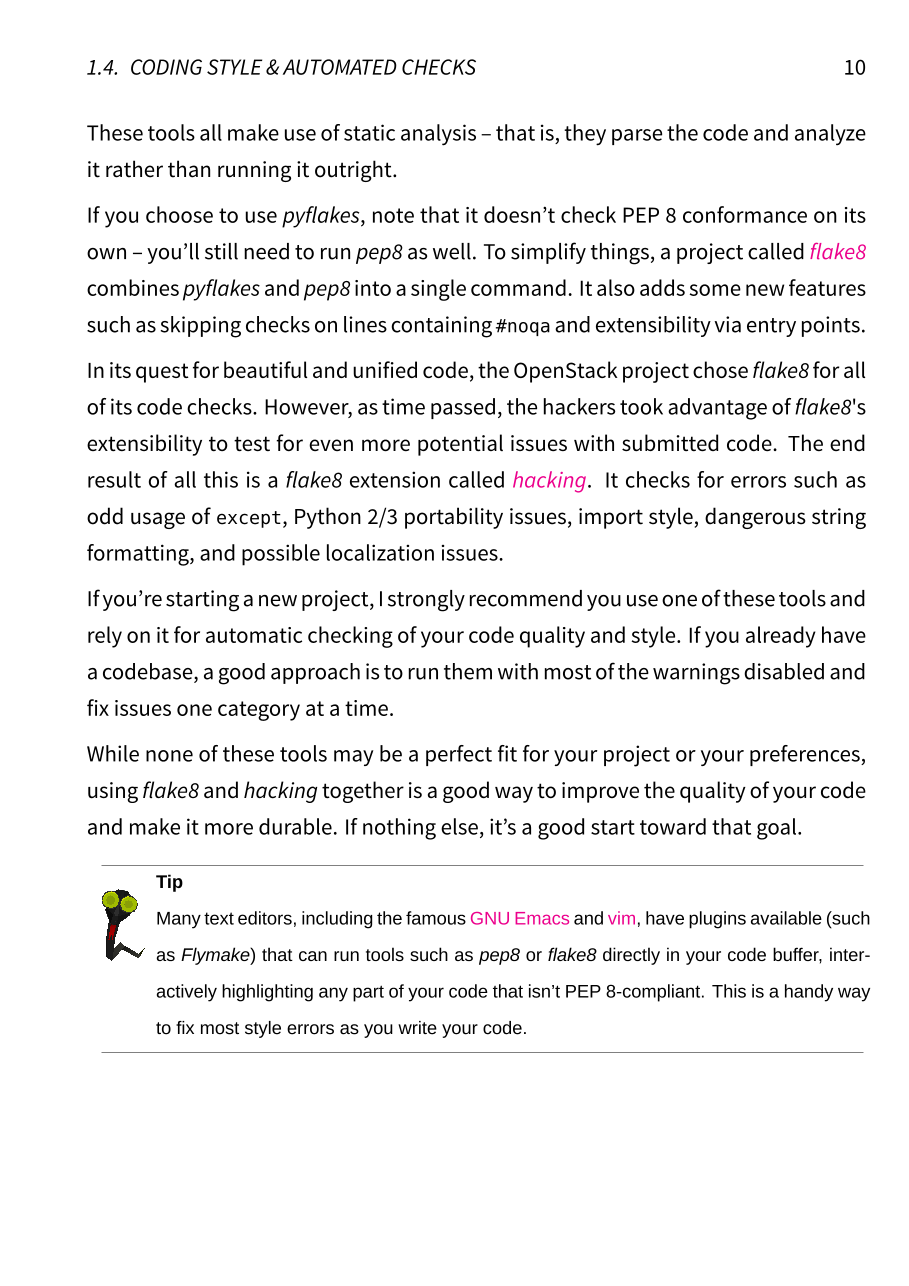 1.4. CODING STYLE & AUTOMATED CHECKS 10
These tools all make use of static analysis – that is, they parse the code and analyze
it rather than running it outright.
If you choose to use pyflakes, note that it doesn’t check PEP 8 conformance on its
own – you’ll still need to run pep8 as well. To simplify things, a project called flake8
combines pyflakes and pep8 into a single command. It also adds some new features
such as skipping checks on lines containing #noqa and extensibility via entry points.
In its quest for beautiful and unified code, the OpenStack project chose flake8 for all
of its code checks. However, as time passed, the hackers took advantage of flake8's
extensibility to test for even more potential issues with submitted code. The end
result of all this is a flake8 extension called hacking. It checks for errors such as
odd usage of except, Python 2/3 portability issues, import style, dangerous string
formatting, and possible localization issues.
If you’re starting a new project, I strongly recommend you use one of these tools and
rely on it for automatic checking of your code quality and style. If you already have
a codebase, a good approach is to run them with most of the warnings disabled and
fix issues one category at a time.
While none of these tools may be a perfect fit for your project or your preferences,
using flake8 and hacking together is a good way to improve the quality of your code
and make it more durable. If nothing else, it’s a good start toward that goal.
Tip
Many text editors, including the famous GNU Emacs and vim, have plugins available (such
as Flymake) that can run tools such as pep8 or flake8 directly in your code buffer, inter-
actively highlighting any part of your code that isn’t PEP 8-compliant. This is a handy way
to fix most style errors as you write your code.